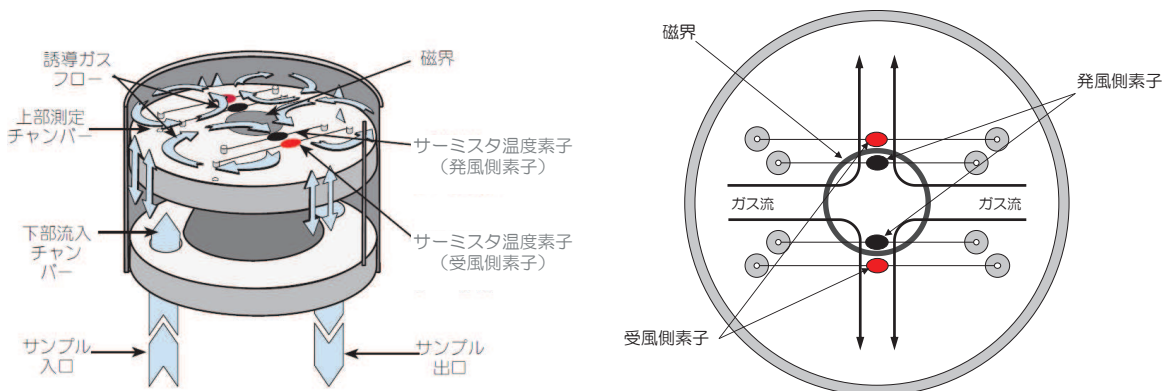 誘導ガス
フロー
磁界
上部測定
チャンバー
サーミスタ温度素子
（発風側素子）
下部流入
チャン
バー
サーミスタ温度素子
（受風側素子）
サンプル
入口
サンプル
出口
磁界
発風側素子
ガス流
ガス流
受風側素子